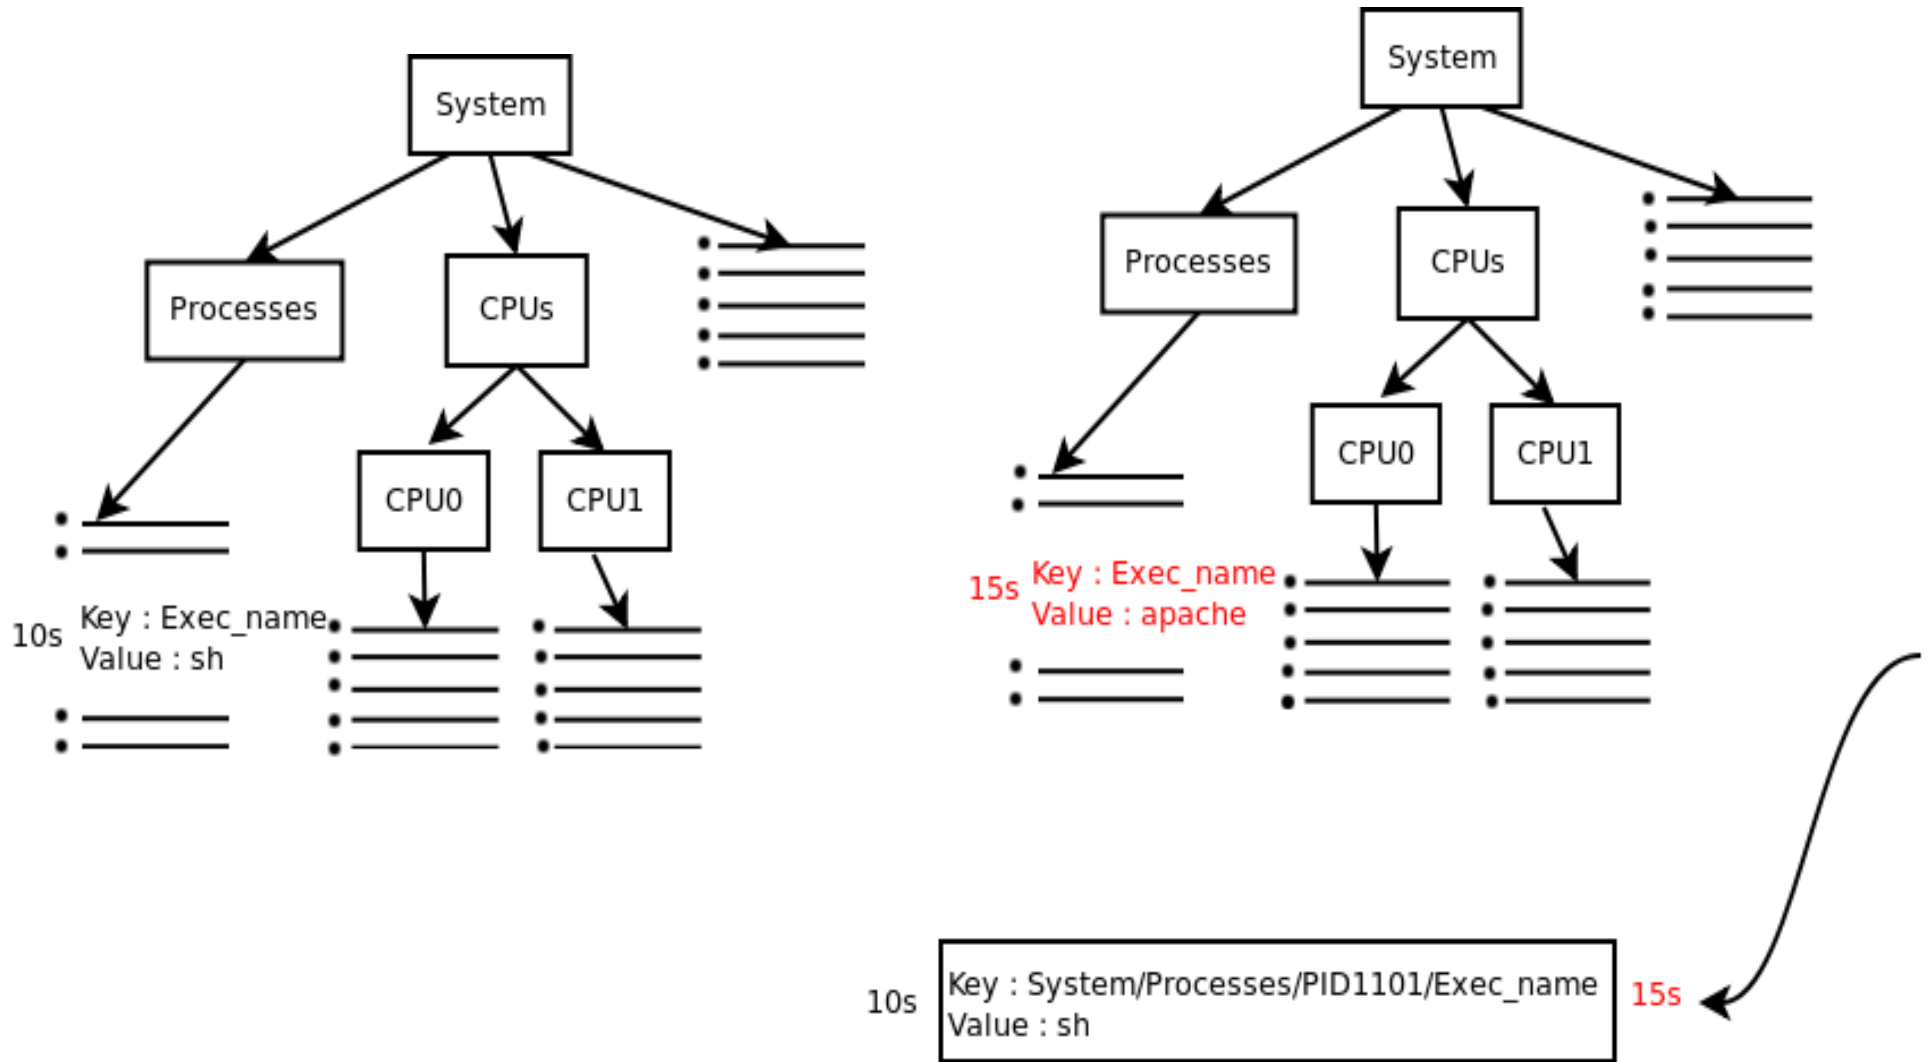 System
Processes
CPUs
CPU0
CPU1
10s
Key : Exec_name
Value : sh
System
Processes
CPUs
CPU0
CPU1
15s
Key : Exec_name
Value : apache
10s
Key : System/Processes/PID1101/Exec_name
Value : sh
15s